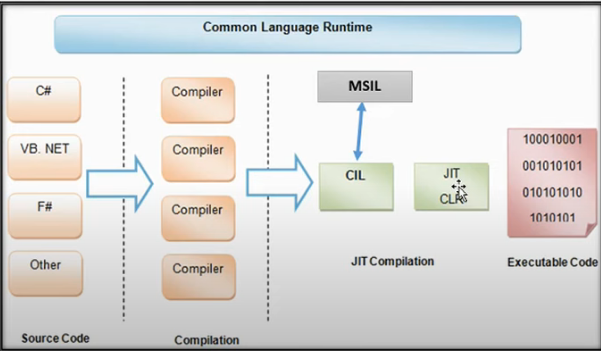 Common Language Runtime
C#
VB. NET
F#
Other
Source Code
Compiler
Compiler
Compiler
Compiler
Compilation
MSIL
CIL
JIT
CLR
JIT Compilation
100010001
001010101
010101010
1010101
Executable Code